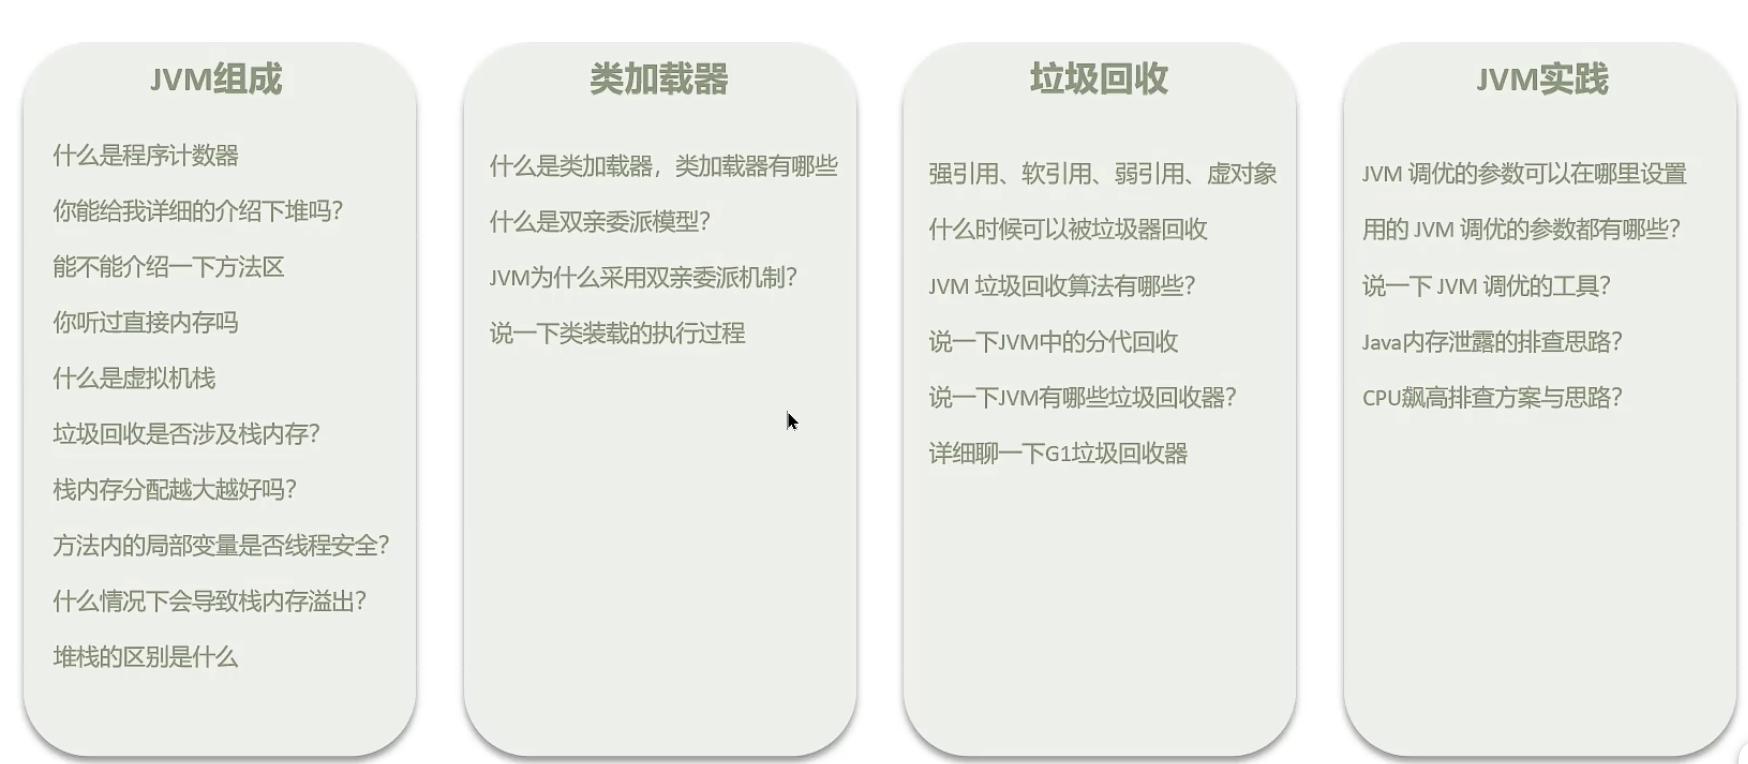 JVM组成
什么是程序计数器
你能给我详细的介绍下堆吗？
能不能介绍一下方法区
你听过直接内存吗
什么是虚拟机栈
垃圾回收是否涉及栈内存？
栈内存分配越大越好吗？
方法内的局部变量是否线程安全？
什么情况下会导致栈内存溢出？
堆栈的区别是什么
类加载器
什么是类加载器，类加载器有哪些
什么是双亲委派模型？
JVM为什么采用双亲委派机制？
说一下类装载的执行过程
垃圾回收
强引用、软引用、弱引用、虚对象
什么时候可以被垃圾器回收
JVM 垃圾回收算法有哪些？
说一下JVM中的分代回收
说一下JVM有哪些垃圾回收器？
详细聊一下G1垃圾回收器
JVM实践
JVM 调优的参数可以在哪里设置
用的 JVM 调优的参数都有哪些？
说一下 JVM 调优的工具？
Java内存泄露的排查思路？
CPU飙高排查方案与思路？